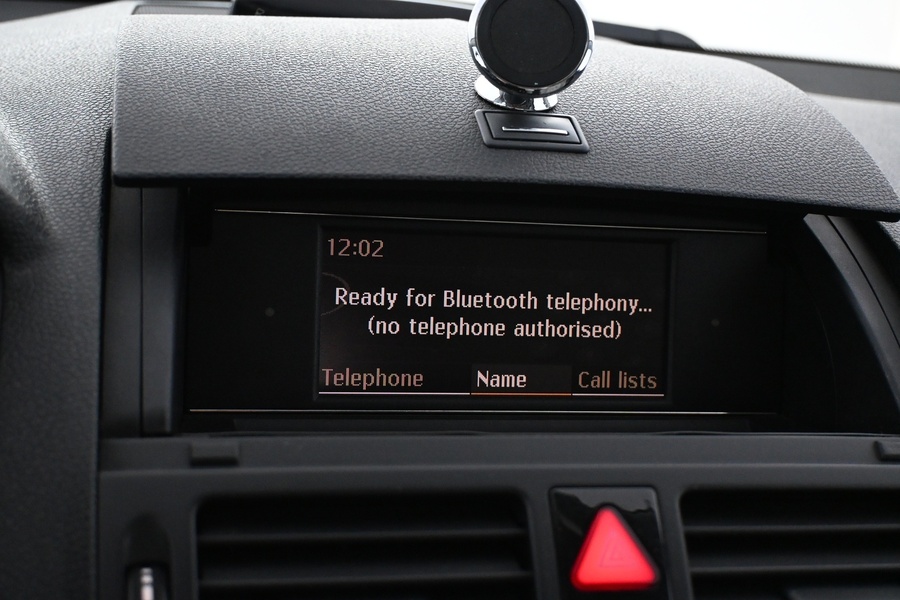 12:02
Ready for Bluetooth telephony...
(no telephone authorised)
Telephone Name Call lists